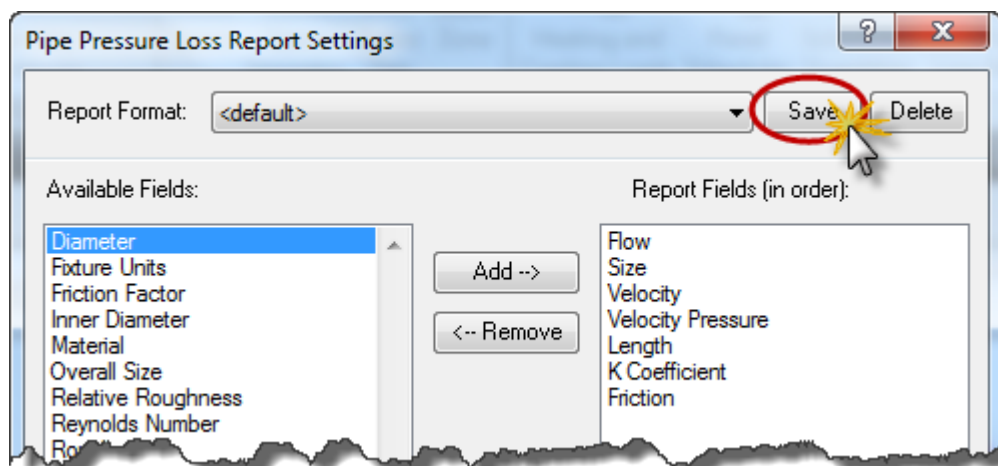 Pipe Pressure Loss Report Settings
Report Format: <default> Save Delete
Available Fields:
Report Fields (in order):
Diameter
Fixture Units
Friction Factor
Inner Diameter
Material
Overall Size
Relative Roughness
Reynolds Number
Add -->
<-- Remove
Flow
Size
Velocity
Velocity Pressure
Length
K Coefficient
Friction